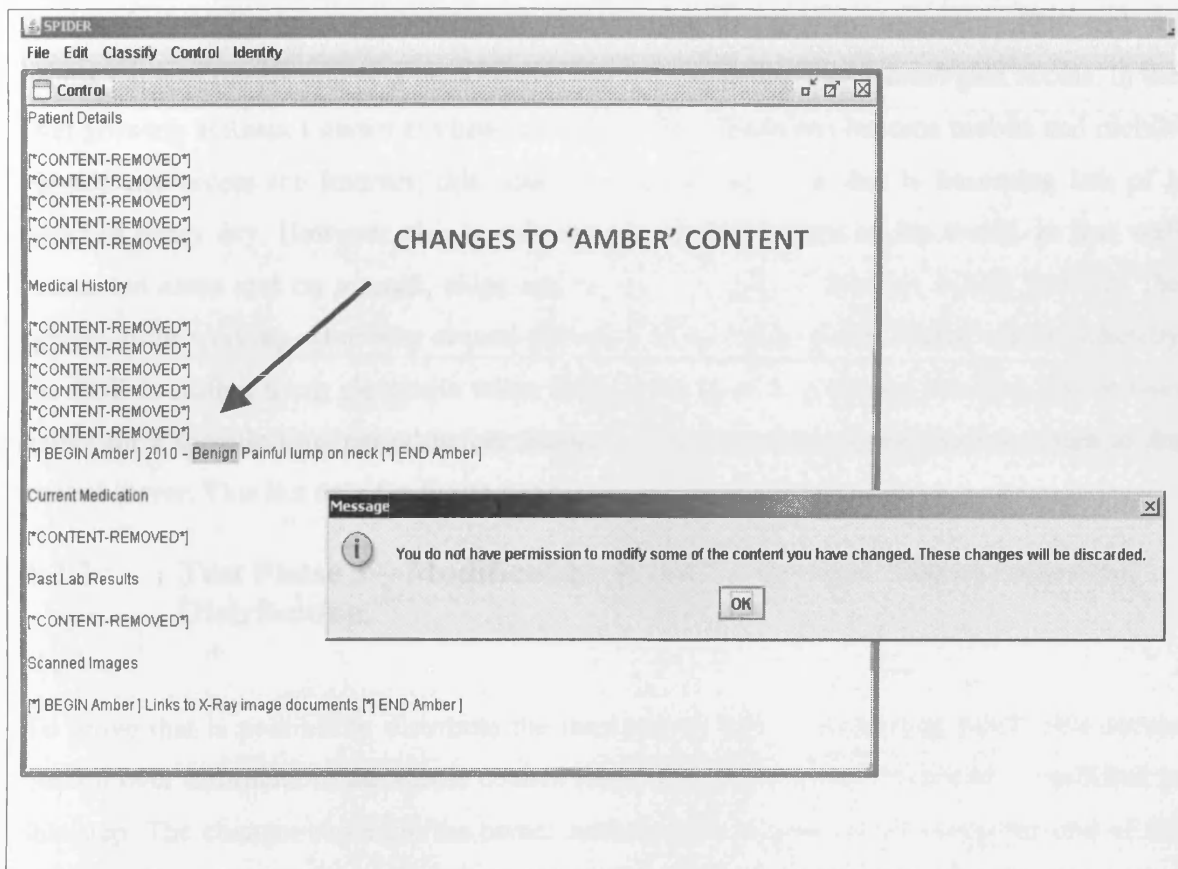 SPIDER
File Edit Classify Control Identify
Control
Patient Details
[*CONTENT-REMOVED*]
[*CONTENT-REMOVED*]
[*CONTENT-REMOVED*]
[*CONTENT-REMOVED*]
[*CONTENT-REMOVED*]
CHANGES TO 'AMBER' CONTENT
Medical History
[*CONTENT-REMOVED*]
[*CONTENT-REMOVED*]
[*CONTENT-REMOVED*]
[*CONTENT-REMOVED*]
[*CONTENT-REMOVED*]
[*CONTENT-REMOVED*]
[*] BEGIN Amber] 2010 - Benign Painful lump on neck [*] END Amber]
Current Medication
[*CONTENT-REMOVED*]
Past Lab Results
[*CONTENT-REMOVED*]
Scanned Images
[*] BEGIN Amber] Links to X-Ray image documents [*] END Amber]
Message
You do not have permission to modify some of the content you have changed. These changes will be discarded.
OK